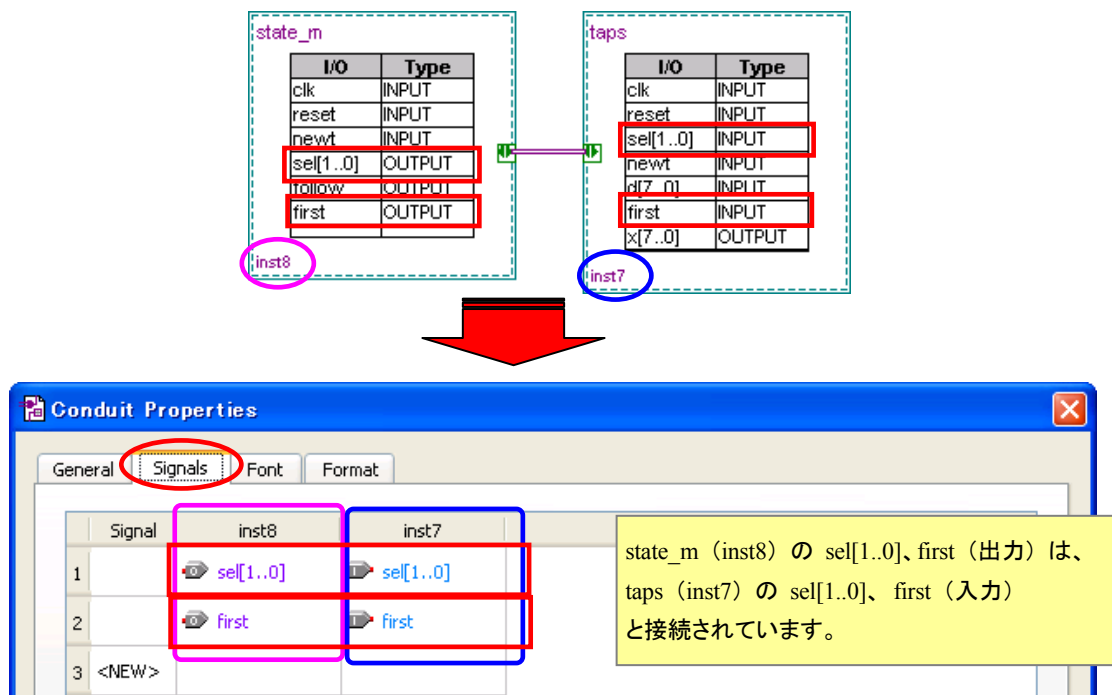 state_m
I/O Type
clk INPUT
reset INPUT
newt INPUT
sel[1..0] OUTPUT
follow OUTPUT
first OUTPUT
inst8
taps
I/O Type
clk INPUT
reset INPUT
sel[1..0] INPUT
newt INPUT
d[7..0] INPUT
first INPUT
x[7..0] OUTPUT
inst7
Conduit Properties
General Signals Font Format
Signal inst8 inst7
1 sel[1..0] sel[1..0]
2 first first
3 <NEW>
state_m（inst8）の sel[1..0]、first（出力）は、
taps（inst7）の sel[1..0]、 first（入力）
と接続されています。